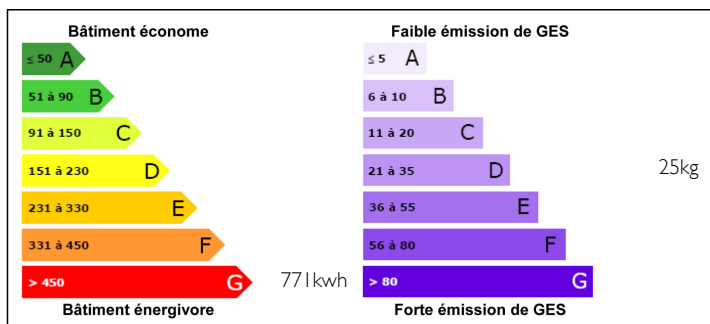 Bâtiment économe
≤ 50 A
51 à 90 B
91 à 150 C
151 à 230 D
231 à 330 E
331 à 450 F
> 450 G
771kwh
Bâtiment énergivore
Faible émission de GES
≤ 5 A
6 à 10 B
11 à 20 C
21 à 35 D
25kg
36 à 55 E
56 à 80 F
> 80 G
Forte émission de GES